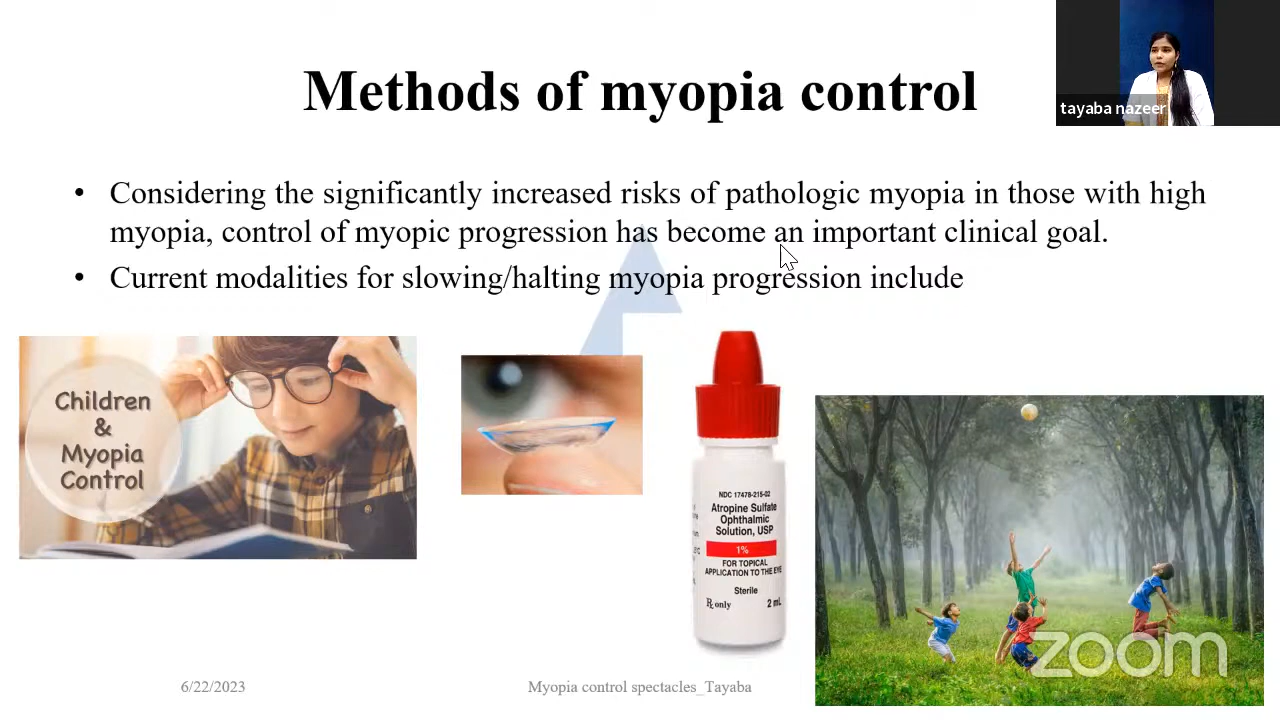 Methods of myopia control
tayaba nazeer
• Considering the significantly increased risks of pathologic myopia in those with high
myopia, control of myopic progression has become an important clinical goal.
• Current modalities for slowing/halting myopia progression include
Children
&
Myopia
Control
NDC 17478-215-02
Atropine Sulfate
Ophthalmic
Solution, USP
1%
FOR TOPICAL
APPLICATION TO THE EYE
Sterile
Rx only 2 mL
zoom
6/22/2023
Myopia control spectacles_Tayaba